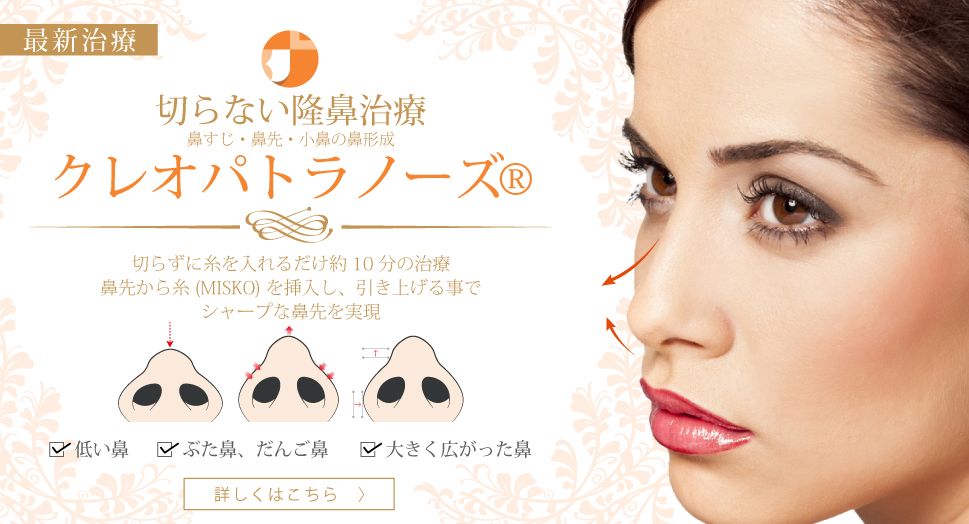 最新治療
切らない隆鼻治療
鼻すじ・鼻先・小鼻の鼻形成
クレオパトラノーズ®
切らずに糸を入れるだけ約 10 分の治療
鼻先から糸 (MISKO) を挿入し、引き上げる事で
シャープな鼻先を実現
低い鼻 ぶた鼻、だんご鼻 大きく広がった鼻
詳しくはこちら 〉